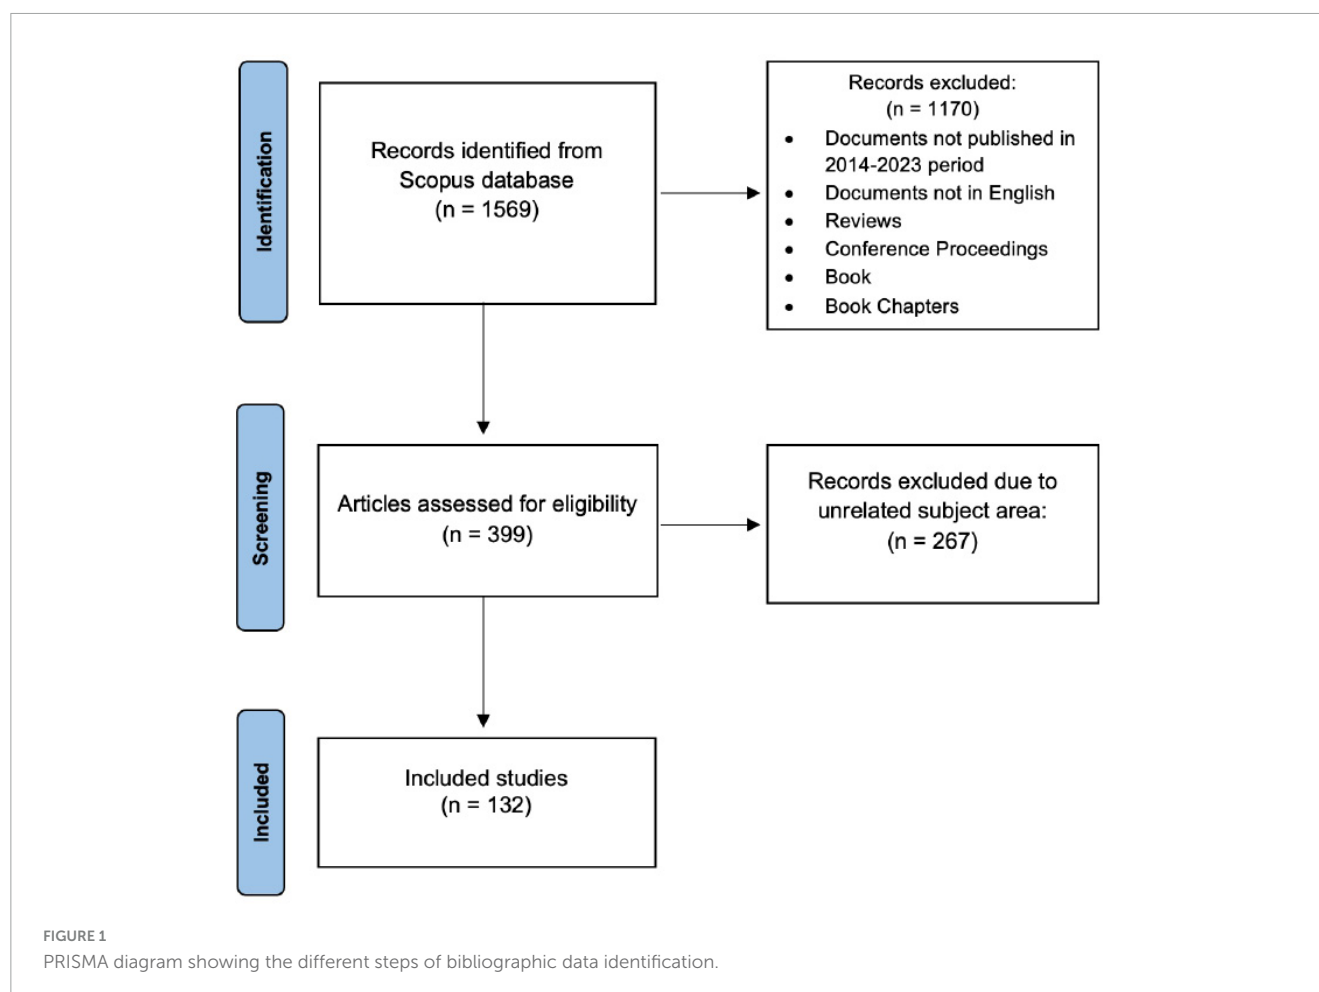 Identification
Records identified from
Scopus database
(n = 1569)
Records excluded:
(n = 1170)
• Documents not published in
2014-2023 period
• Documents not in English
• Reviews
• Conference Proceedings
• Book
• Book Chapters
Screening
Articles assessed for eligibility
(n = 399)
Records excluded due to
unrelated subject area:
(n = 267)
Included
Included studies
(n = 132)
FIGURE 1
PRISMA diagram showing the different steps of bibliographic data identification.